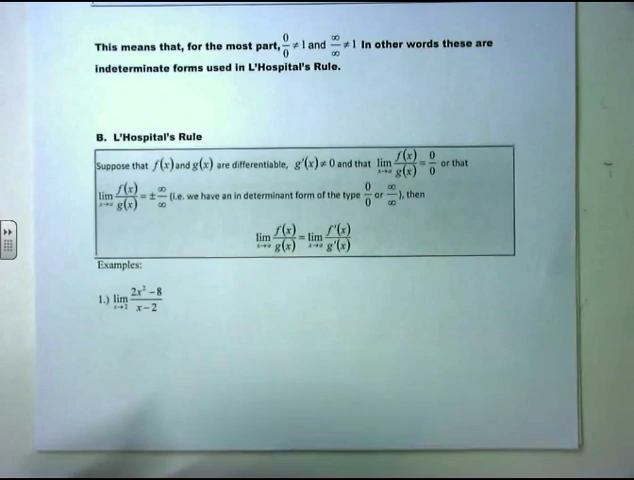 This means that, for the most part, 0/0 ≠ 1 and ∞/∞ ≠ 1 In other words these are
indeterminate forms used in L'Hospital's Rule.
B. L'Hospital's Rule
Suppose that f(x) and g(x) are differentiable, g'(x) ≠ 0 and that lim x→a f(x)/g(x) = 0/0 or that
lim x→a f(x)/g(x) = ± ∞/∞ (i.e. we have an in determinant form of the type 0/0 or ∞/∞), then
lim x→a f(x)/g(x) = lim x→a f'(x)/g'(x)
Examples:
1.) lim x→2 2x² − 8 / x − 2